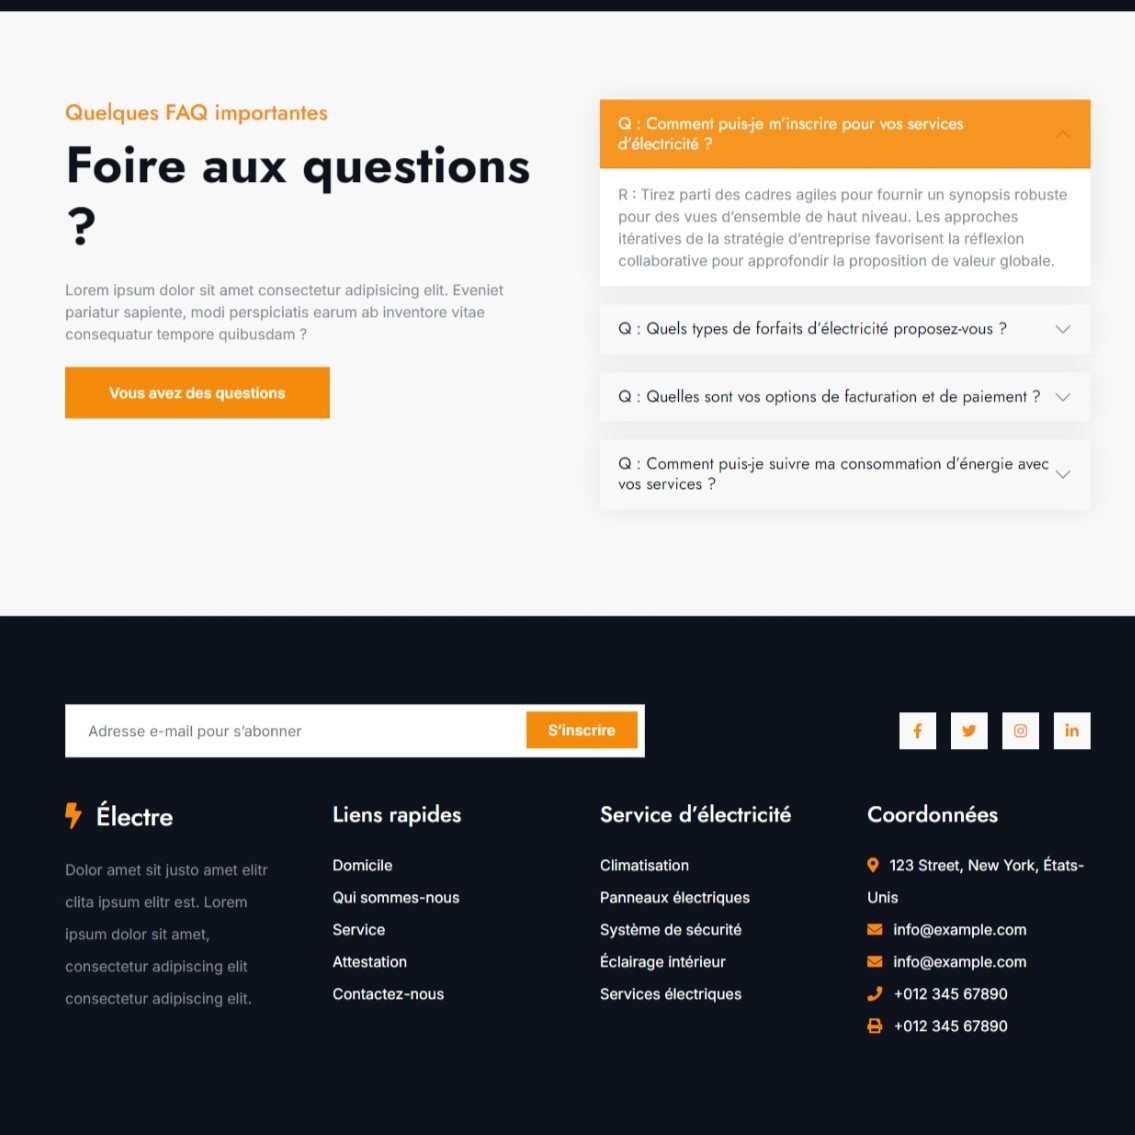 Quelques FAQ importantes
Foire aux questions
?
Lorem ipsum dolor sit amet consectetur adipisicing elit. Eveniet
pariatur sapiente, modi perspiciatis earum ab inventore vitae
consequatur tempore quibusdam ?
Vous avez des questions
Q : Comment puis-je m’inscrire pour vos services
d’électricité ?
R : Tirez parti des cadres agiles pour fournir un synopsis robuste
pour des vues d’ensemble de haut niveau. Les approches
itératives de la stratégie d’entreprise favorisent la réflexion
collaborative pour approfondir la proposition de valeur globale.
Q : Quels types de forfaits d’électricité proposez-vous ?
Q : Quelles sont vos options de facturation et de paiement ?
Q : Comment puis-je suivre ma consommation d’énergie avec
vos services ?
Adresse e-mail pour s’abonner
S’inscrire
Électre
Dolor amet sit justo amet elitr
clita ipsum elitr est. Lorem
ipsum dolor sit amet,
consectetur adipiscing elit
consectetur adipiscing elit.
Liens rapides
Domicile
Qui sommes-nous
Service
Attestation
Contactez-nous
Service d’électricité
Climatisation
Panneaux électriques
Système de sécurité
Éclairage intérieur
Services électriques
Coordonnées
123 Street, New York, États-
Unis
info@example.com
info@example.com
+012 345 67890
+012 345 67890